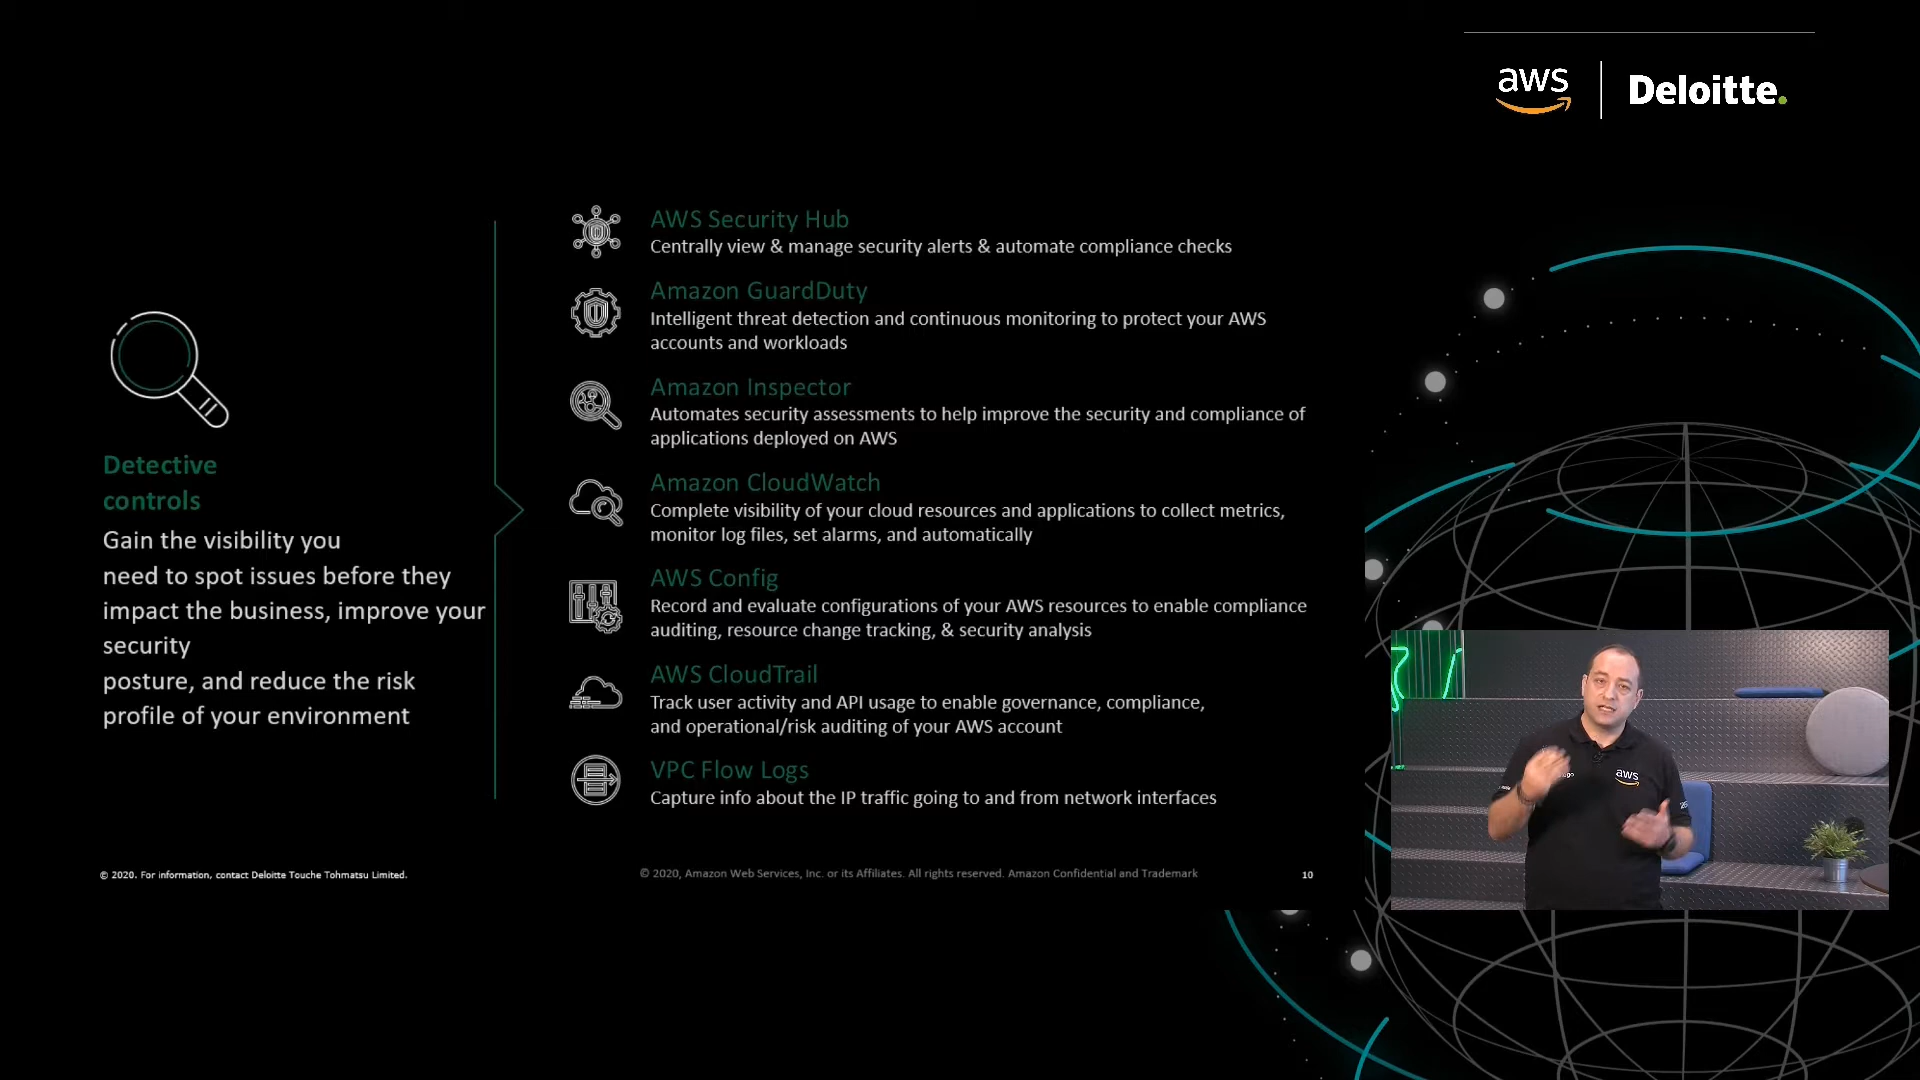 aws
Deloitte.
AWS Security Hub
Centrally view & manage security alerts & automate compliance checks
Amazon GuardDuty
Intelligent threat detection and continuous monitoring to protect your AWS
accounts and workloads
Amazon Inspector
Automates security assessments to help improve the security and compliance of
applications deployed on AWS
Amazon CloudWatch
Complete visibility of your cloud resources and applications to collect metrics,
monitor log files, set alarms, and automatically
AWS Config
Record and evaluate configurations of your AWS resources to enable compliance
auditing, resource change tracking, & security analysis
AWS CloudTrail
Track user activity and API usage to enable governance, compliance,
and operational/risk auditing of your AWS account
VPC Flow Logs
Capture info about the IP traffic going to and from network interfaces
Detective
controls
Gain the visibility you
need to spot issues before they
impact the business, improve your
security
posture, and reduce the risk
profile of your environment
aws
© 2020. For information, contact Deloitte Touche Tohmatsu Limited.
© 2020, Amazon Web Services, Inc. or its Affiliates. All rights reserved. Amazon Confidential and Trademark
10